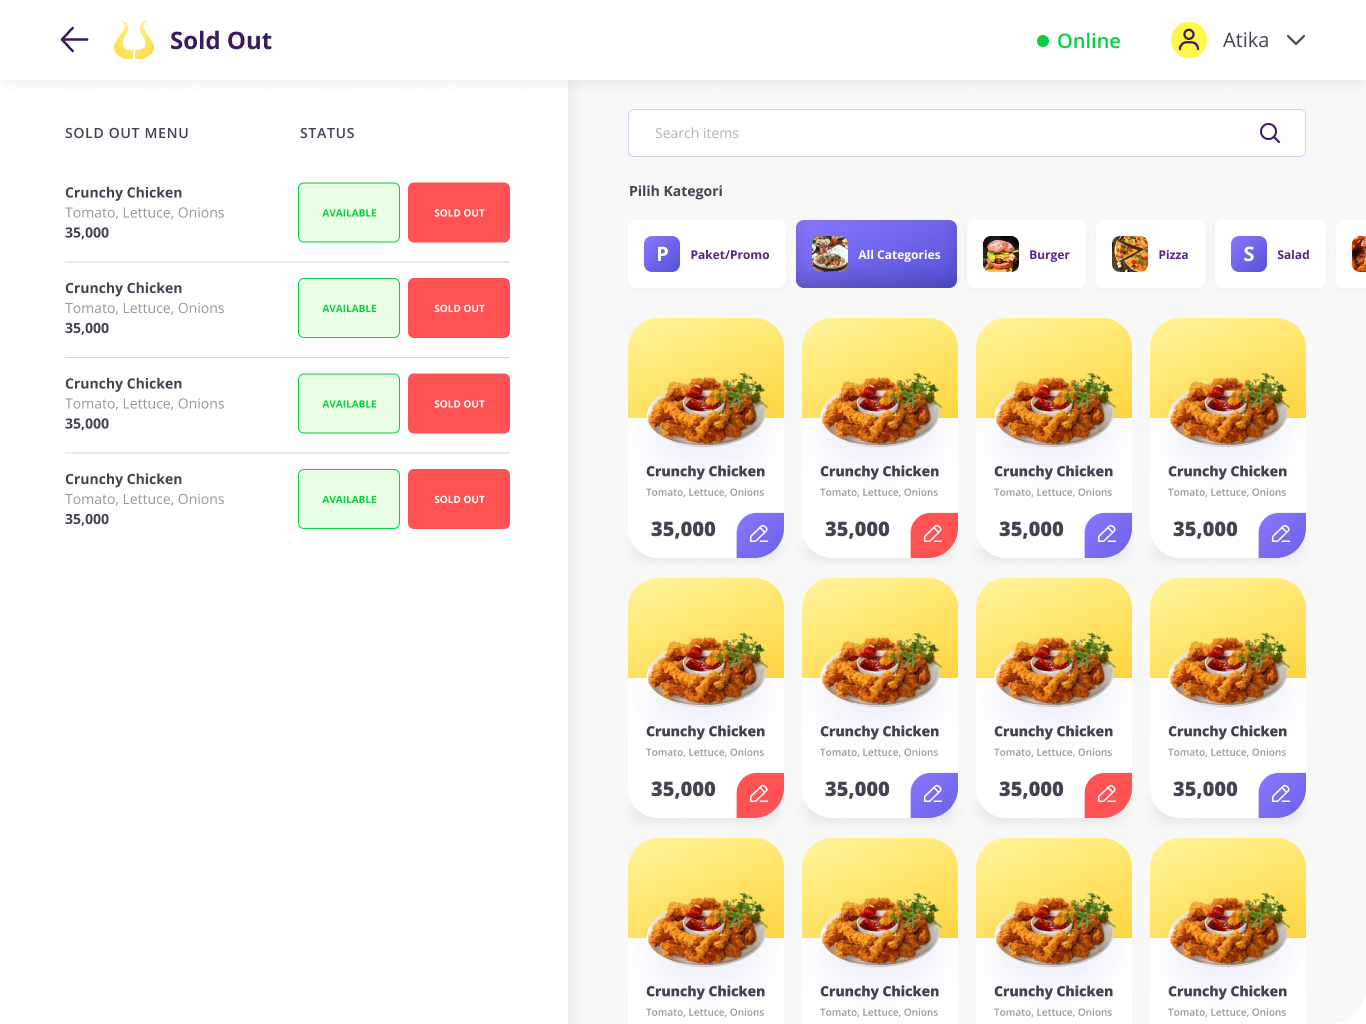 Sold Out
Online
Atika
SOLD OUT MENU
STATUS
Crunchy Chicken
Tomato, Lettuce, Onions
35,000
AVAILABLE
SOLD OUT
Crunchy Chicken
Tomato, Lettuce, Onions
35,000
AVAILABLE
SOLD OUT
Crunchy Chicken
Tomato, Lettuce, Onions
35,000
AVAILABLE
SOLD OUT
Crunchy Chicken
Tomato, Lettuce, Onions
35,000
AVAILABLE
SOLD OUT
Search items
Pilih Kategori
P
Paket/Promo
All Categories
Burger
Pizza
S
Salad
Crunchy Chicken
Tomato, Lettuce, Onions
35,000
Crunchy Chicken
Tomato, Lettuce, Onions
35,000
Crunchy Chicken
Tomato, Lettuce, Onions
35,000
Crunchy Chicken
Tomato, Lettuce, Onions
35,000
Crunchy Chicken
Tomato, Lettuce, Onions
35,000
Crunchy Chicken
Tomato, Lettuce, Onions
35,000
Crunchy Chicken
Tomato, Lettuce, Onions
35,000
Crunchy Chicken
Tomato, Lettuce, Onions
35,000
Crunchy Chicken
Tomato, Lettuce, Onions
Crunchy Chicken
Tomato, Lettuce, Onions
Crunchy Chicken
Tomato, Lettuce, Onions
Crunchy Chicken
Tomato, Lettuce, Onions